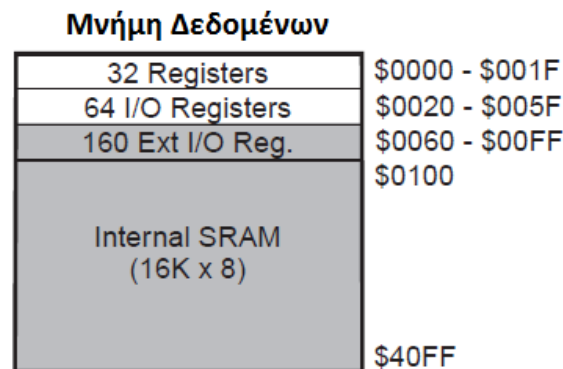 Μνήμη Δεδομένων
32 Registers $0000 - $001F
64 I/O Registers $0020 - $005F
160 Ext I/O Reg. $0060 - $00FF
$0100
Internal SRAM
(16K x 8)
$40FF